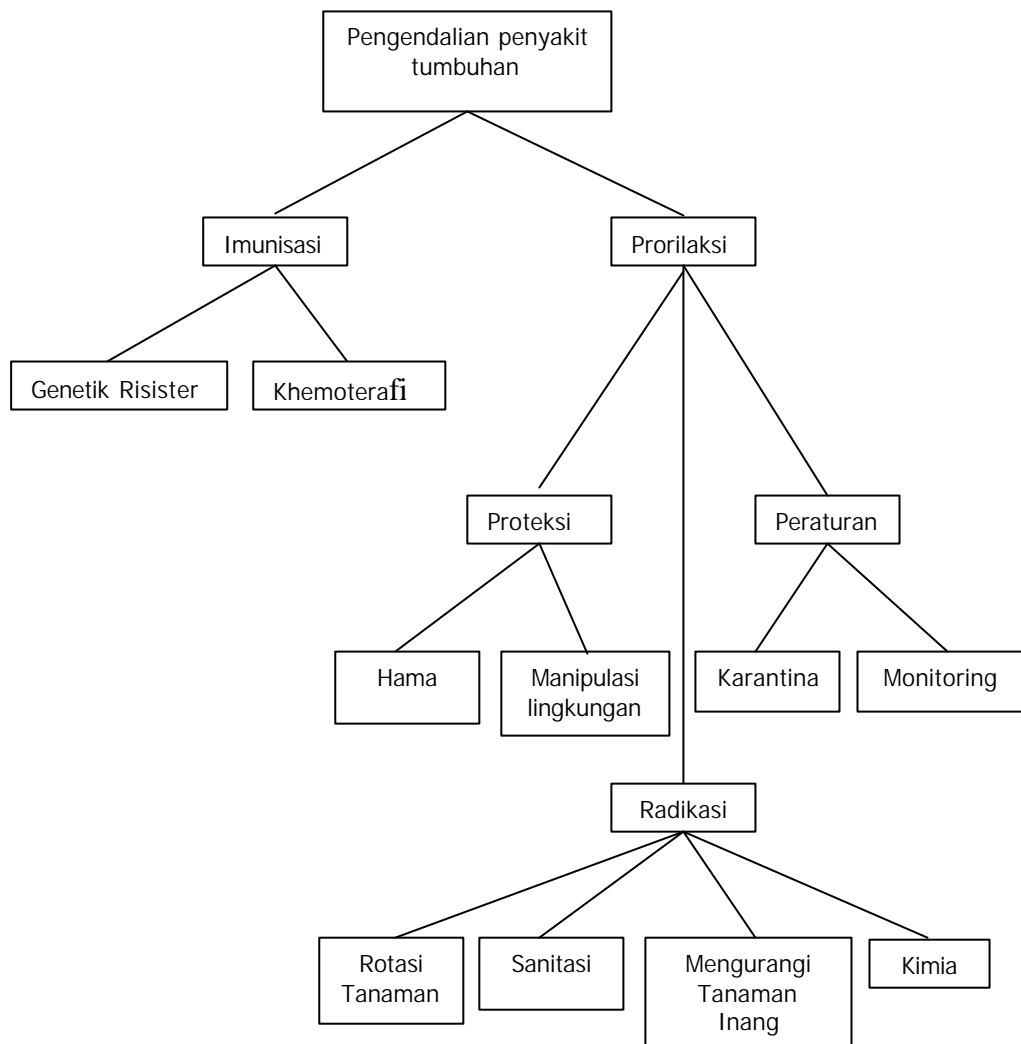 Pengendalian penyakit
tumbuhan
Imunisasi
Prorilaksi
Genetik Risister
Khemoterafi
Proteksi
Peraturan
Hama
Manipulasi
lingkungan
Karantina
Monitoring
Radikasi
Rotasi
Tanaman
Sanitasi
Mengurangi
Tanaman
Inang
Kimia